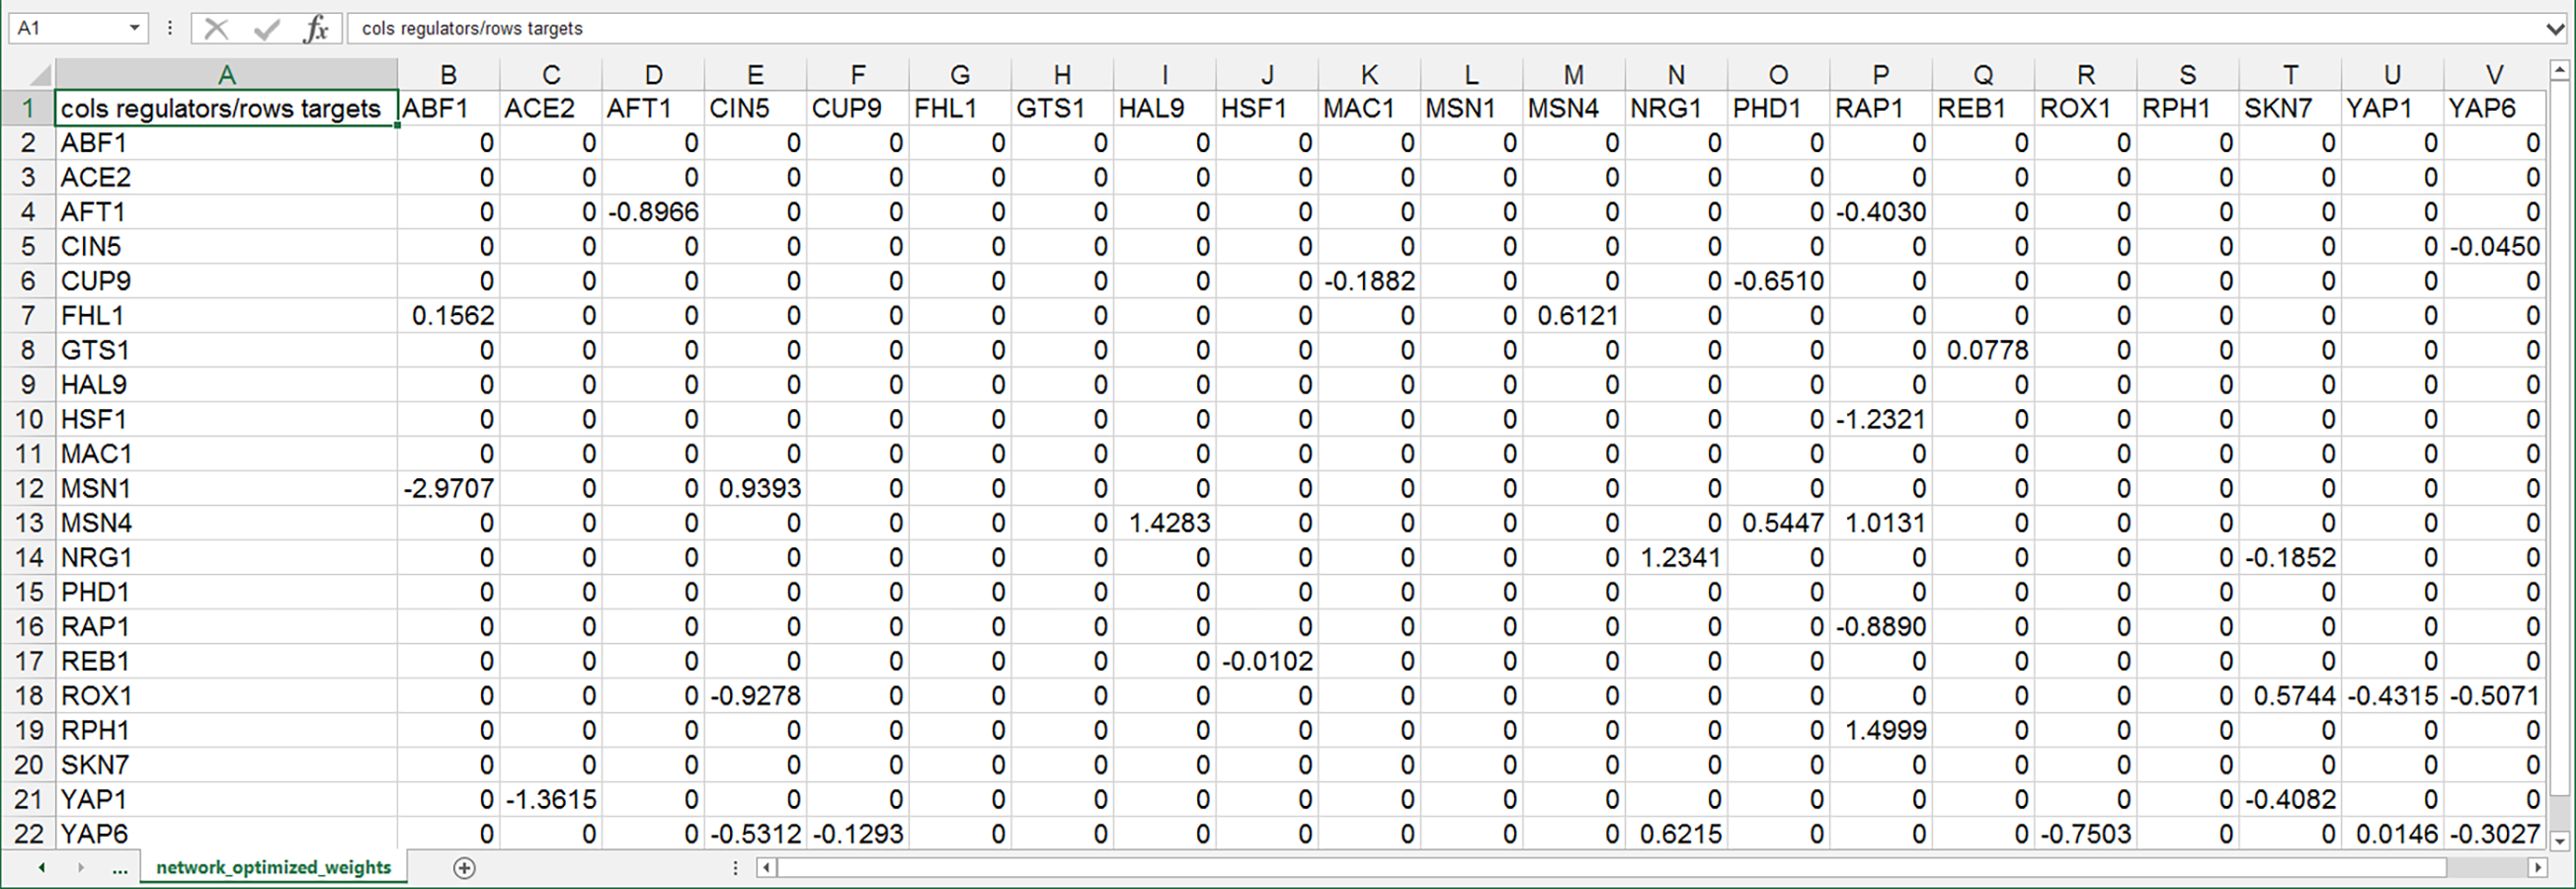 A1 fx cols regulators/rows targets
A B C D E F G H I J K L M N O P Q R S T U V
1 cols regulators/rows targets ABF1 ACE2 AFT1 CIN5 CUP9 FHL1 GTS1 HAL9 HSF1 MAC1 MSN1 MSN4 NRG1 PHD1 RAP1 REB1 ROX1 RPH1 SKN7 YAP1 YAP6
2 ABF1 0 0 0 0 0 0 0 0 0 0 0 0 0 0 0 0 0 0 0 0 0
3 ACE2 0 0 0 0 0 0 0 0 0 0 0 0 0 0 0 0 0 0 0 0 0
4 AFT1 0 0 -0.8966 0 0 0 0 0 0 0 0 0 0 0 -0.4030 0 0 0 0 0 0
5 CIN5 0 0 0 0 0 0 0 0 0 0 0 0 0 0 0 0 0 0 0 0 -0.0450
6 CUP9 0 0 0 0 0 0 0 0 0 -0.1882 0 0 0 -0.6510 0 0 0 0 0 0 0
7 FHL1 0.1562 0 0 0 0 0 0 0 0 0 0 0.6121 0 0 0 0 0 0 0 0 0
8 GTS1 0 0 0 0 0 0 0 0 0 0 0 0 0 0 0 0.0778 0 0 0 0 0
9 HAL9 0 0 0 0 0 0 0 0 0 0 0 0 0 0 0 0 0 0 0 0 0
10 HSF1 0 0 0 0 0 0 0 0 0 0 0 0 0 0 -1.2321 0 0 0 0 0 0
11 MAC1 0 0 0 0 0 0 0 0 0 0 0 0 0 0 0 0 0 0 0 0 0
12 MSN1 -2.9707 0 0 0.9393 0 0 0 0 0 0 0 0 0 0 0 0 0 0 0 0 0
13 MSN4 0 0 0 0 0 0 0 1.4283 0 0 0 0 0 0.5447 1.0131 0 0 0 0 0 0
14 NRG1 0 0 0 0 0 0 0 0 0 0 0 0 1.2341 0 0 0 0 0 -0.1852 0 0
15 PHD1 0 0 0 0 0 0 0 0 0 0 0 0 0 0 0 0 0 0 0 0 0
16 RAP1 0 0 0 0 0 0 0 0 0 0 0 0 0 0 -0.8890 0 0 0 0 0 0
17 REB1 0 0 0 0 0 0 0 0 -0.0102 0 0 0 0 0 0 0 0 0 0 0 0
18 ROX1 0 0 0 -0.9278 0 0 0 0 0 0 0 0 0 0 0 0 0 0 0.5744 -0.4315 -0.5071
19 RPH1 0 0 0 0 0 0 0 0 0 0 0 0 0 0 1.4999 0 0 0 0 0 0
20 SKN7 0 0 0 0 0 0 0 0 0 0 0 0 0 0 0 0 0 0 0 0 0
21 YAP1 0 -1.3615 0 0 0 0 0 0 0 0 0 0 0 0 0 0 0 0 -0.4082 0 0
22 YAP6 0 0 0 -0.5312 -0.1293 0 0 0 0 0 0 0 0.6215 0 0 0 -0.7503 0 0 0.0146 -0.3027
... network_optimized_weights